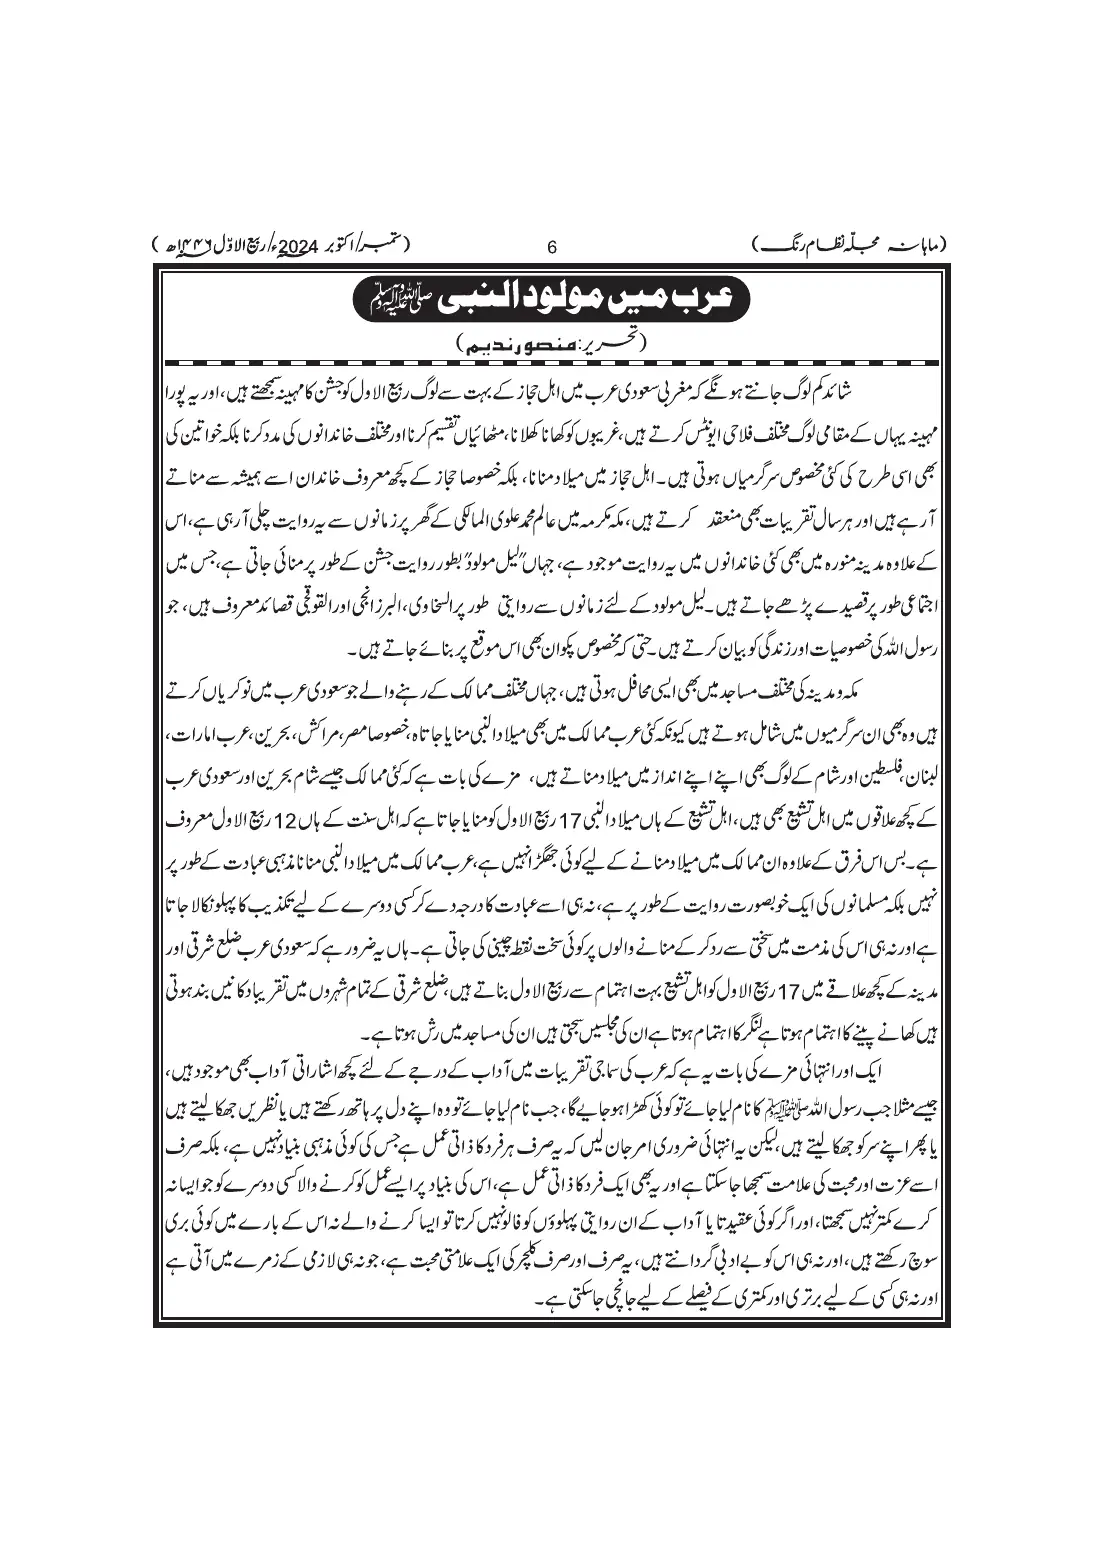 (ماہانہ مجلّہ نظام رنگ)
6
(ستمبر/اکتوبر 2024ء/ربیع الاوّل ۱۴۴۶ھ)
عرب میں مولود النبی ﷺ
(تحریر: منصور ندیم)
شائد کم لوگ جانتے ہونگے کہ مغربی سعودی عرب میں اہل حجاز کے بہت سے لوگ ربیع الاول کو جشن کا مہینہ سمجھتے ہیں، اور یہ پورا
مہینہ یہاں کے مقامی لوگ مختلف فلاحی ایونٹس کرتے ہیں، غریبوں کو کھانا کھلانا، مٹھائیاں تقسیم کرنا اور مختلف خاندانوں کی مدد کرنا بلکہ خواتین کی
بھی اسی طرح کی کئی مخصوص سرگرمیاں ہوتی ہیں۔ اہل حجاز میں میلاد منانا، بلکہ خصوصا حجاز کے کچھ معروف خاندان اسے ہمیشہ سے مناتے
آرہے ہیں اور ہر سال تقریبات بھی منعقد کرتے ہیں، مکہ مکرمہ میں عالم محمد علوی المالکی کے گھر پر زمانوں سے یہ روایت چلی آرہی ہے، اس
کے علاوہ مدینہ منورہ میں بھی کئی خاندانوں میں یہ روایت موجود ہے، جہاں "لیل مولود" بطور روایت جشن کے طور پر منائی جاتی ہے، جس میں
اجتماعی طور پر قصیدے پڑھے جاتے ہیں۔ لیل مولود کے لئے زمانوں سے روایتی طور پر السخاوی، البرزانجی اور القوقجی قصائد معروف ہیں، جو
رسول اللہ کی خصوصیات اور زندگی کو بیان کرتے ہیں۔ حتی کہ مخصوص پکوان بھی اس موقع پر بنائے جاتے ہیں۔
مکہ و مدینہ کی مختلف مساجد میں بھی ایسی محافل ہوتی ہیں، جہاں مختلف ممالک کے رہنے والے جو سعودی عرب میں نوکریاں کرتے
ہیں وہ بھی ان سرگرمیوں میں شامل ہوتے ہیں کیونکہ کئی عرب ممالک میں بھی میلاد النبی منایا جاتاہ، خصوصا مصر، مراکش، بحرین، عرب امارات،
لبنان، فلسطین اور شام کے لوگ بھی اپنے اپنے انداز میں میلاد مناتے ہیں، مزے کی بات ہے کہ کئی ممالک جیسے شام بحرین اور سعودی عرب
کے کچھ علاقوں میں اہل تشیع بھی ہیں، اہل تشیع کے ہاں میلاد النبی 17 ربیع الاول کو منایا جاتا ہے کہ اہل سنت کے ہاں 12 ربیع الاول معروف
ہے۔ بس اس فرق کے علاوہ ان ممالک میں میلاد منانے کے لیے کوئی جھگڑا نہیں ہے، عرب ممالک میں میلاد النبی منانا مذہبی عبادت کے طور پر
نہیں بلکہ مسلمانوں کی ایک خوبصورت روایت کے طور پر ہے، نہ ہی اسے عبادت کا درجہ دے کر کسی دوسرے کے لیے تکذیب کا پہلو نکالا جاتا
ہے اور نہ ہی اس کی مذمت میں سختی سے رد کر کے منانے والوں پر کوئی سخت نقطہ چینی کی جاتی ہے۔ ہاں یہ ضرور ہے کہ سعودی عرب ضلع شرقی اور
مدینہ کے کچھ علاقے میں 17 ربیع الاول کو اہل تشیع بہت اہتمام سے ربیع الاول بناتے ہیں، ضلع شرقی کے تمام شہروں میں تقریبا دکانیں بند ہوتی
ہیں کھانے پینے کا اہتمام ہوتا ہے لنگر کا اہتمام ہوتا ہے ان کی مجلسیں سجتی ہیں ان کی مساجد میں رش ہوتا ہے۔
ایک اور انتہائی مزے کی بات یہ ہے کہ عرب کی سماجی تقریبات میں آداب کے درجے کے لئے کچھ اشاراتی آداب بھی موجود ہیں،
جیسے مثلا جب رسول اللہ ﷺ کا نام لیا جائے تو کوئی کھڑا ہو جایے گا، جب نام لیا جائے تو وہ اپنے دل پر ہاتھ رکھتے ہیں یا نظریں جھکا لیتے ہیں
یا پھر اپنے سر کو جھکا لیتے ہیں، لیکن یہ انتہائی ضروری امر جان لیں کہ یہ صرف ہر فرد کا ذاتی عمل ہے جس کی کوئی مذہبی بنیاد نہیں ہے، بلکہ صرف
اسے عزت اور محبت کی علامت سمجھا جا سکتا ہے اور یہ بھی ایک فرد کا ذاتی عمل ہے، اس کی بنیاد پر ایسے عمل کو کرنے والا کسی دوسرے کو جو ایسا نہ
کرے کمتر نہیں سمجھتا، اور اگر کوئی عقیدتا یا آداب کے ان روایتی پہلوؤں کو فالو نہیں کرتا تو ایسا کرنے والے نہ اس کے بارے میں کوئی بری
سوچ رکھتے ہیں، اور نہ ہی اس کو بے ادبی گردانتے ہیں، یہ صرف اور صرف کلچر کی ایک علامتی محبت ہے، جو نہ ہی لازمی کے زمرے میں آتی ہے
اور نہ ہی کسی کے لیے برتری اور کمتری کے فیصلے کے لیے جانچی جاسکتی ہے۔